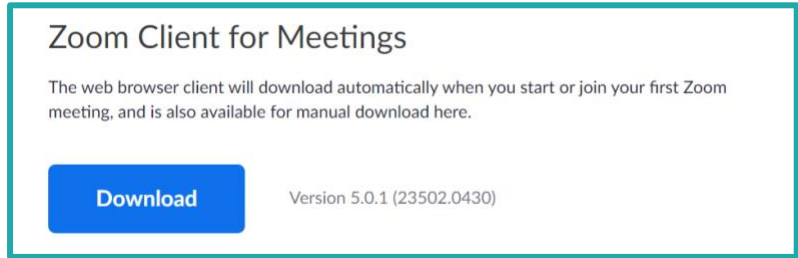 Zoom Client for Meetings
The web browser client will download automatically when you start or join your first Zoom
meeting, and is also available for manual download here.
Download
Version 5.0.1 (23502.0430)